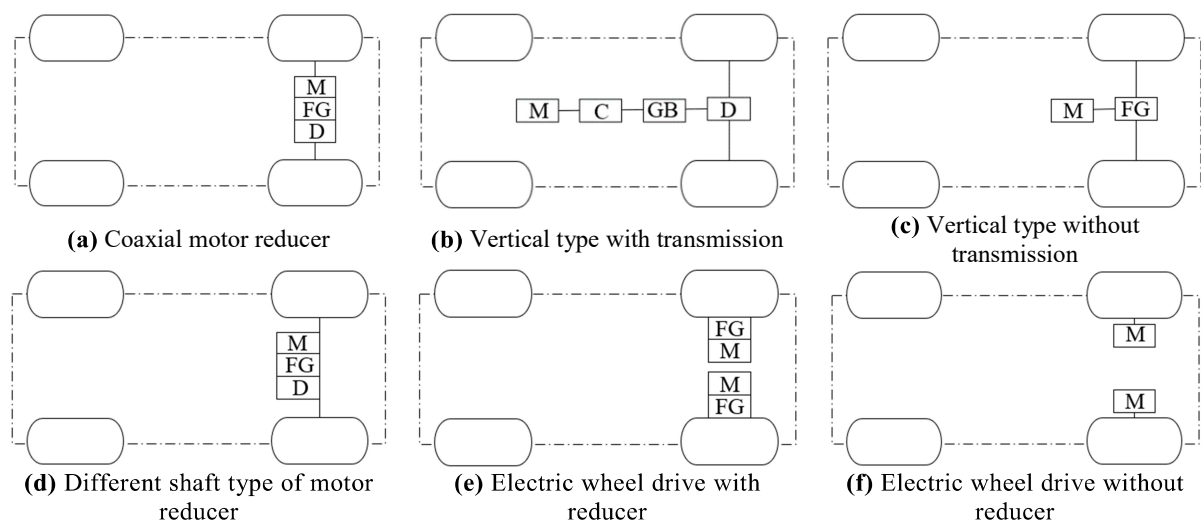 M
FG
D
M C GB D
M FG
(a) Coaxial motor reducer
(b) Vertical type with transmission
(c) Vertical type without
transmission
M
FG
D
FG
M
M
FG
M
M
(d) Different shaft type of motor
reducer
(e) Electric wheel drive with
reducer
(f) Electric wheel drive without
reducer